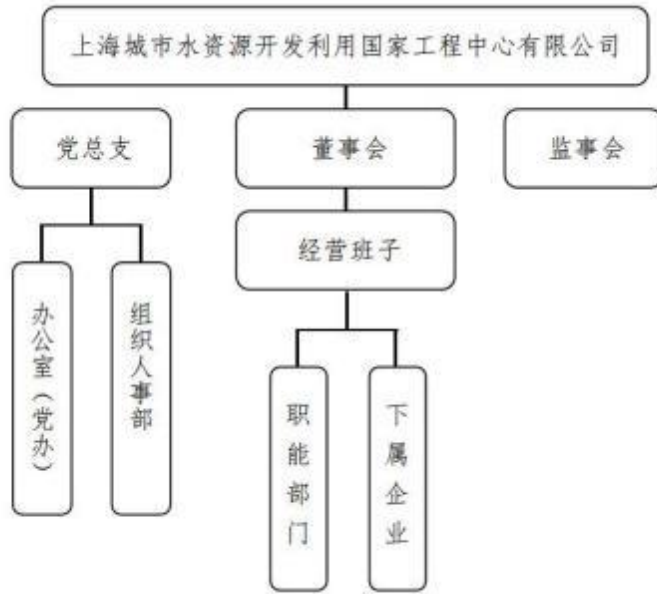 上海城市水资源开发利用国家工程中心有限公司
党总支
董事会
监事会
经营班子
办公室（党办）
组织人事部
职能部门
下属企业